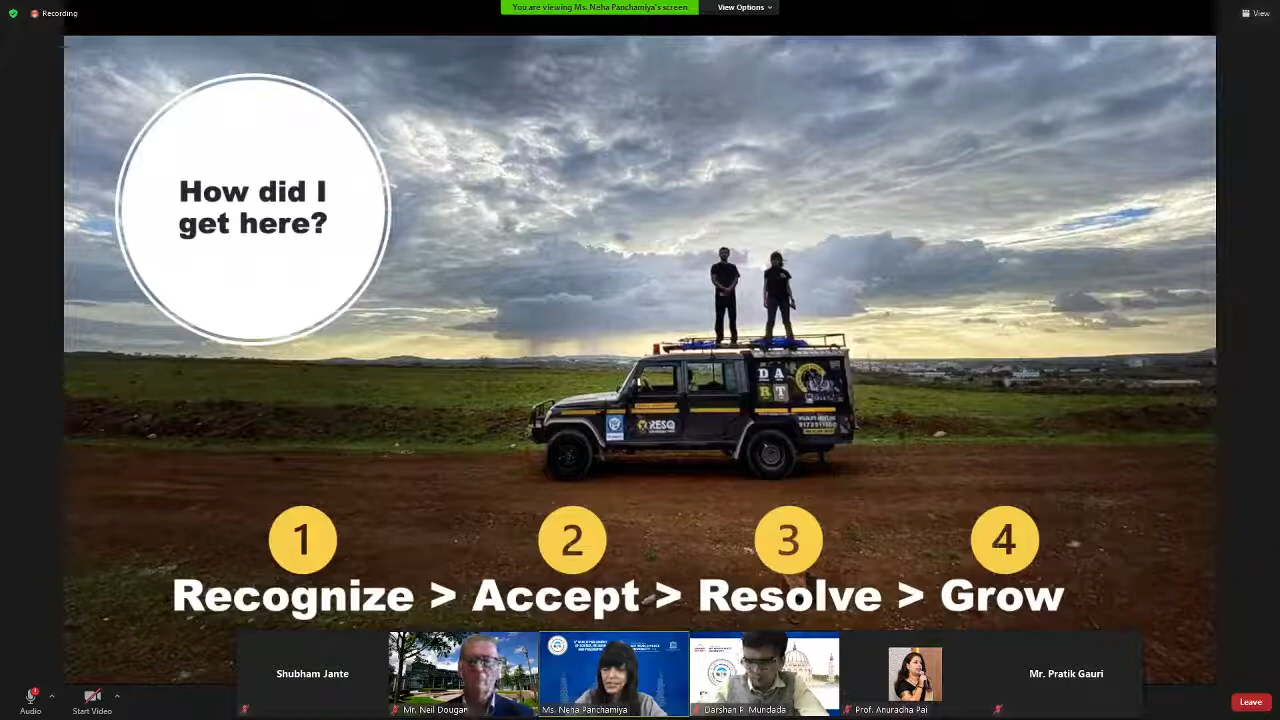 Recording
You are viewing Ms. Neha Panchamiya's screen
View Options
View
How did I
get here?
D A
R T
RESQ
1
2
3
4
Recognize > Accept > Resolve > Grow
Shubham Jante
Mr. Neil Dougan
Ms. Neha Panchamiya
Darshan P. Mundada
Prof. Anuradha Pai
Mr. Pratik Gauri
Audio
Start Video
Leave